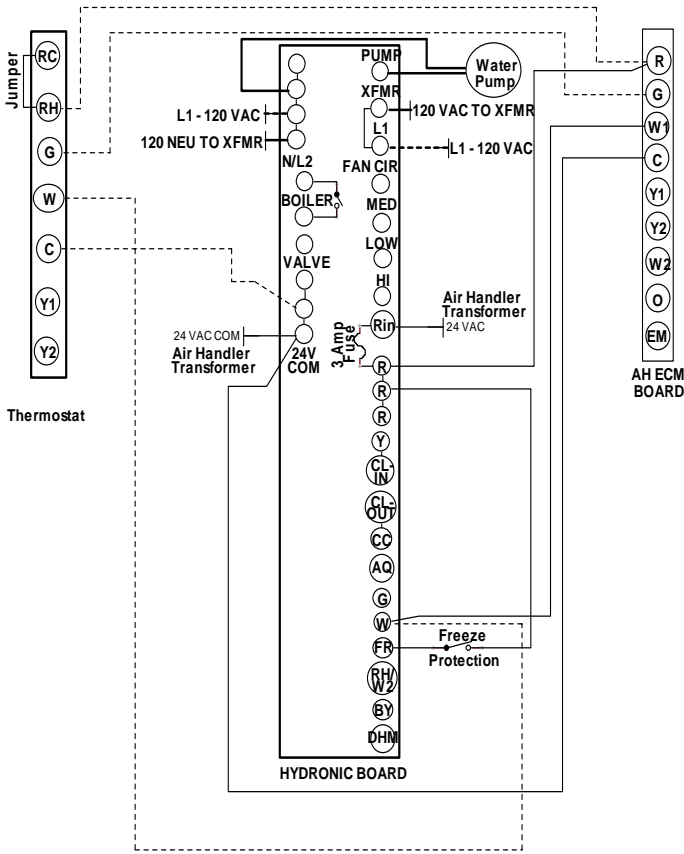 Jumper
RC
RH
G
W
C
Y1
Y2
Thermostat
L1 - 120 VAC
120 NEU TO XFMR
N/L2
BOILER
VALVE
24 VAC COM
Air Handler
Transformer
24V
COM
PUMP
XFMR
L1
FAN CIR
MED
LOW
HI
Rin
3 Amp
Fuse
R
R
R
Y
CL-
IN
CL-
OUT
CC
AQ
G
W
FR
RH/
W2
BY
DHM
HYDRONIC BOARD
Water
Pump
120 VAC TO XFMR
L1 - 120 VAC
Air Handler
Transformer
24 VAC
Freeze
Protection
R
G
W1
C
Y1
Y2
W2
O
EM
AH ECM
BOARD